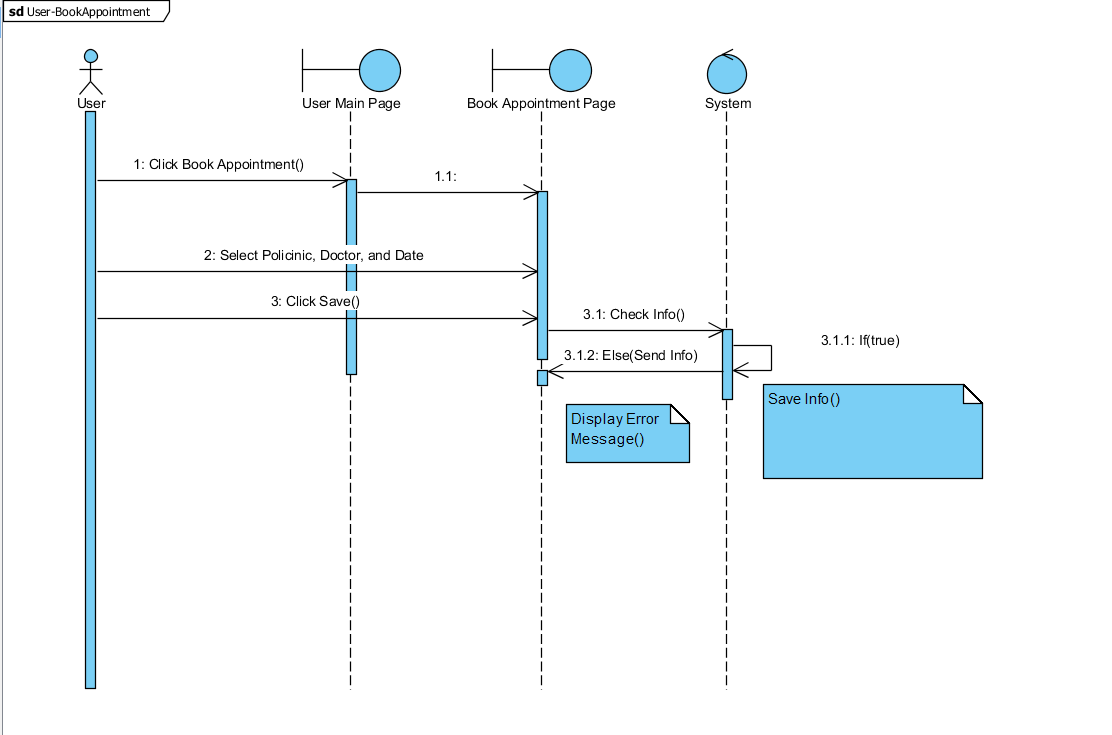 sd User-BookAppointment
User
User Main Page
Book Appointment Page
System
1: Click Book Appointment()
1.1:
2: Select Policinic, Doctor, and Date
3: Click Save()
3.1: Check Info()
3.1.1: If(true)
3.1.2: Else(Send Info)
Save Info()
Display Error
Message()